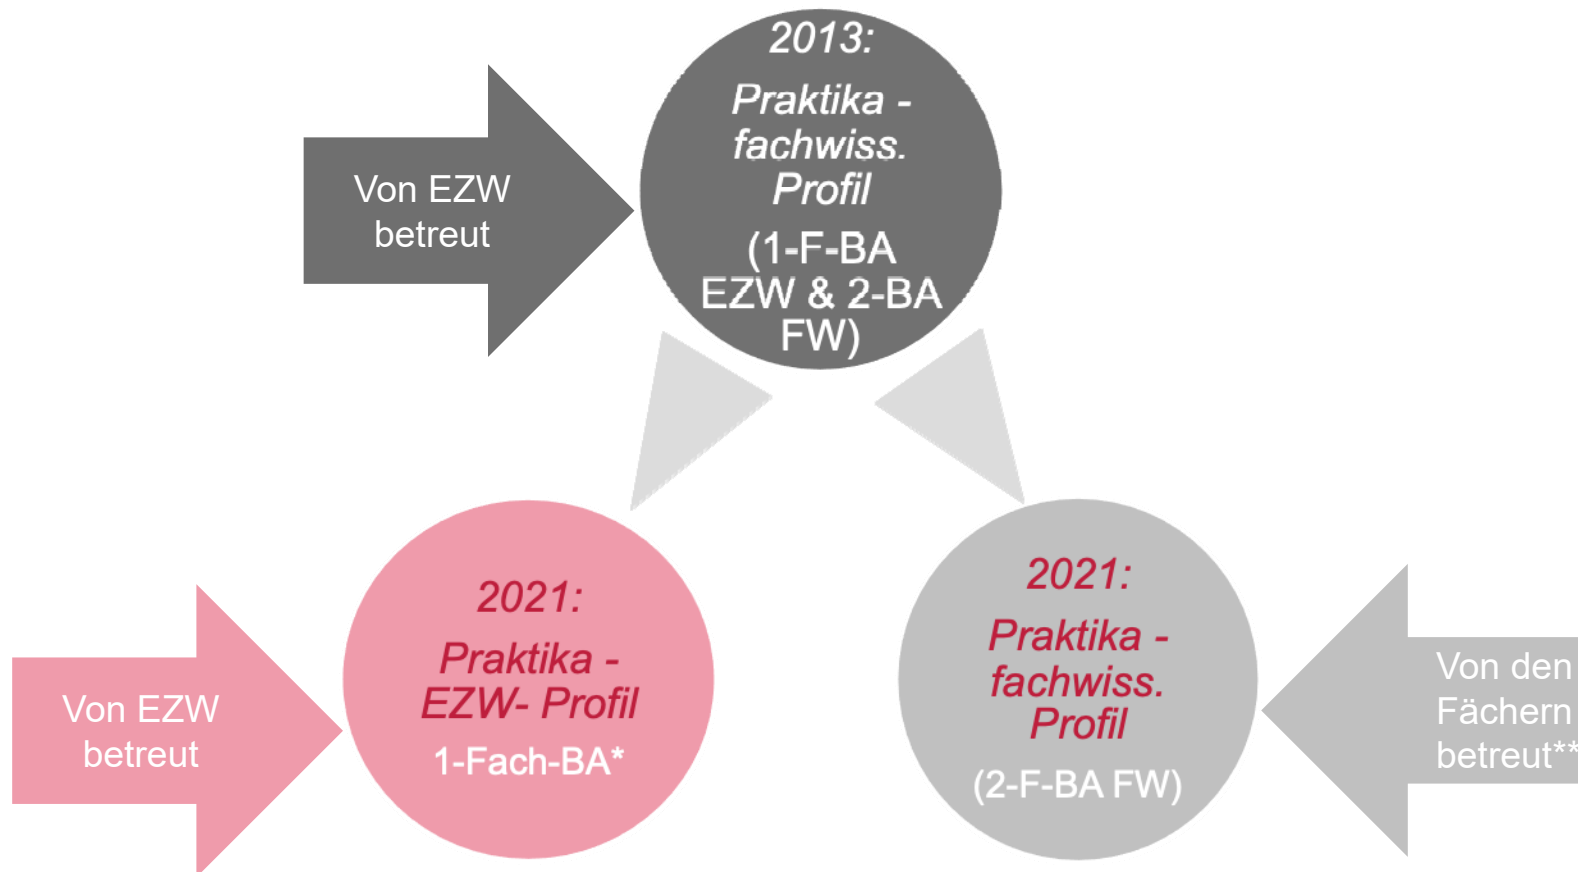 2013:
Praktika -
fachwiss.
Profil
(1-F-BA
EZW & 2-BA
FW)
Von EZW
betreut
2021:
Praktika -
EZW- Profil
1-Fach-BA*
Von EZW
betreut
2021:
Praktika -
fachwiss.
Profil
(2-F-BA FW)
Von den
Fächern
betreut**